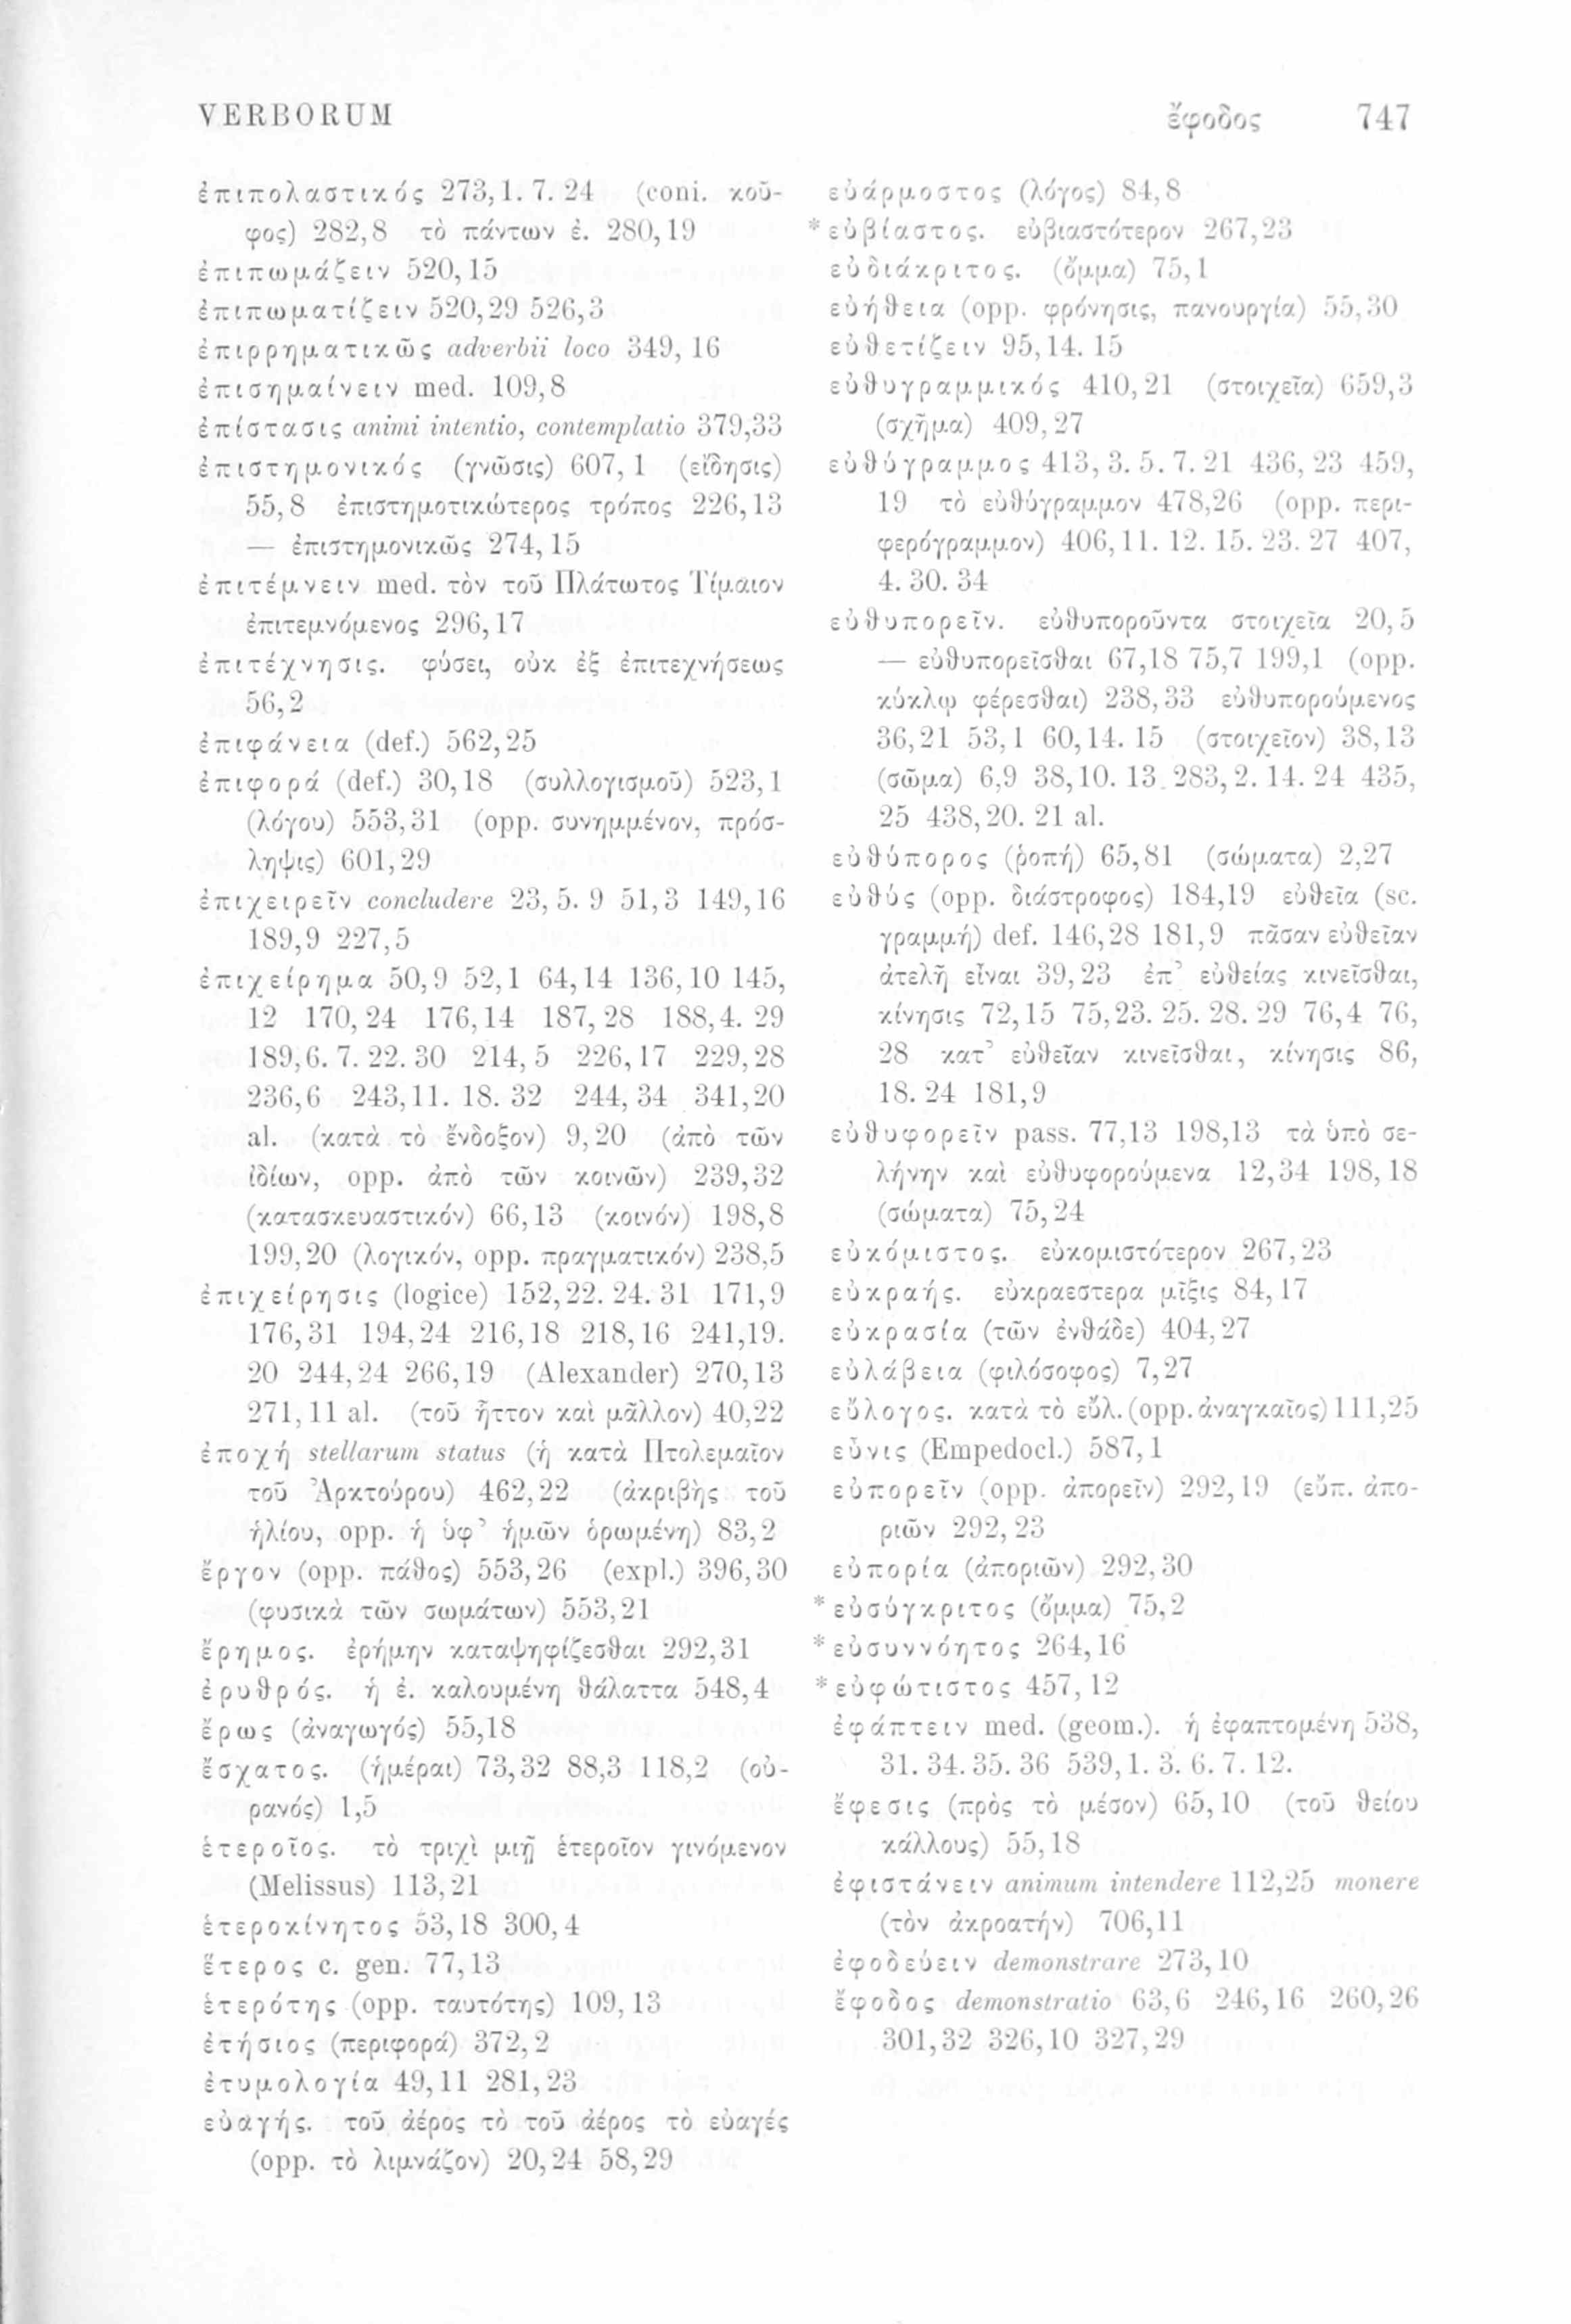 VERBORUM ἔφοδος 747
ἐπιπολαστικός 273,1. 7. 24 (coni. κοῦ-
φος) 282,8 τὸ πάντων ἐ. 280,19
ἐπιπωμάζειν 520,15
ἐπιπωματίζειν 520,29 526,3
ἐπιρρηματικῶς adverbii loco 349, 16
ἐπισημαίνειν med. 109,8
ἐπίστασις animi intentio, contemplatio 379,33
ἐπιστημονικός (γνῶσις) 607, 1 (εἴδησις)
55,8 ἐπιστημοτικώτερος τρόπος 226,13
— ἐπιστημονικῶς 274,15
ἐπιτέμνειν med. τὸν τοῦ Πλάτωτος Τίμαιον
ἐπιτεμνόμενος 296,17
ἐπιτέχνησις. φύσει, οὐκ ἐξ ἐπιτεχνήσεως
56,2
ἐπιφάνεια (def.) 562,25
ἐπιφορά (def.) 30,18 (συλλογισμοῦ) 523,1
(λόγου) 553,31 (opp. συνημμένον, πρόσ-
ληψις) 601,29
ἐπιχειρεῖν concludere 23,5. 9 51,3 149,16
189,9 227,5
ἐπιχείρημα 50,9 52,1 64,14 136,10 145,
12 170,24 176,14 187,28 188,4. 29
189,6. 7. 22. 30 214,5 226,17 229,28
236,6 243,11. 18. 32 244,34 341,20
al. (κατὰ τὸ ἔνδοξον) 9,20 (ἀπὸ τῶν
ἰδίων, opp. ἀπὸ τῶν κοινῶν) 239,32
(κατασκευαστικόν) 66,13 (κοινόν) 198,8
199,20 (λογικόν, opp. πραγματικόν) 238,5
ἐπιχείρησις (logice) 152,22. 24. 31 171,9
176,31 194,24 216,18 218,16 241,19.
20 244,24 266,19 (Alexander) 270,13
271,11 al. (τοῦ ἧττον καὶ μᾶλλον) 40,22
ἐποχή stellarum status (ἡ κατὰ Πτολεμαῖον
τοῦ Ἀρκτούρου) 462,22 (ἀκριβὴς τοῦ
ἡλίου, opp. ἡ ὑφ’ ἡμῶν ὁρωμένη) 83,2
ἔργον (opp. πάθος) 553,26 (expl.) 396,30
(φυσικὰ τῶν σωμάτων) 553,21
ἔρημος. ἐρήμην καταψηφίζεσθαι 292,31
ἐρυθρός. ἡ ἐ. καλουμένη θάλαττα 548,4
ἔρως (ἀναγωγός) 55,18
ἔσχατος. (ἡμέραι) 73,32 88,3 118,2 (οὐ-
ρανός) 1,5
ἑτεροῖος. τὸ τριχὶ μιῇ ἑτεροῖον γινόμενον
(Melissus) 113,21
ἑτεροκίνητος 53,18 300,4
ἕτερος c. gen. 77,13
ἑτερότης (opp. ταυτότης) 109,13
ἐτήσιος (περιφορά) 372,2
ἐτυμολογία 49,11 281,23
εὐαγής. τοῦ ἀέρος τὸ τοῦ ἀέρος τὸ εὐαγές
(opp. τὸ λιμνάζον) 20,24 58,29
εὐάρμοστος (λόγος) 84,8
*εὐβίαστος. εὐβιαστότερον 267,23
εὐδιάκριτος. (ὄμμα) 75,1
εὐήθεια (opp. φρόνησις, πανουργία) 55,30
εὐθετίζειν 95,14. 15
εὐθυγραμμικός 410,21 (στοιχεῖα) 659,3
(σχῆμα) 409,27
εὐθύγραμμος 413,3. 5. 7. 21 436,23 459,
19 τὸ εὐθύγραμμον 478,26 (opp. περι-
φερόγραμμον) 406,11. 12. 15. 23. 27 407,
4. 30. 34
εὐθυπορεῖν. εὐθυποροῦντα στοιχεῖα 20,5
— εὐθυπορεῖσθαι 67,18 75,7 199,1 (opp.
κύκλῳ φέρεσθαι) 238,33 εὐθυπορούμενος
36,21 53,1 60,14. 15 (στοιχεῖον) 38,13
(σῶμα) 6,9 38,10. 13. 283,2. 14. 24 435,
25 438,20. 21 al.
εὐθύπορος (ῥοπή) 65,81 (σώματα) 2,27
εὐθύς (opp. διάστροφος) 184,19 εὐθεῖα (sc.
γραμμή) def. 146,28 181,9 πᾶσαν εὐθεῖαν
ἀτελῆ εἶναι 39,23 ἐπ’ εὐθείας κινεῖσθαι,
κίνησις 72,15 75,23. 25. 28. 29 76,4 76,
28 κατ’ εὐθεῖαν κινεῖσθαι, κίνησις 86,
18. 24 181,9
εὐθυφορεῖν pass. 77,13 198,13 τὰ ὑπὸ σε-
λήνην καὶ εὐθυφορούμενα 12,34 198,18
(σώματα) 75,24
εὐκόμιστος. εὐκομιστότερον 267,23
εὐκραής. εὐκραεστερα μῖξις 84,17
εὐκρασία (τῶν ἐνθάδε) 404,27
εὐλάβεια (φιλόσοφος) 7,27
εὔλογος. κατὰ τὸ εὔλ. (opp. ἀναγκαῖος) 111,25
εὖνις (Empedocl.) 587,1
εὐπορεῖν (opp. ἀπορεῖν) 292,19 (εὔπ. ἀπο-
ριῶν 292,23
εὐπορία (ἀποριῶν) 292,30
*εὐσύγκριτος (ὄμμα) 75,2
*εὐσυννόητος 264,16
*εὐφώτιστος 457,12
ἐφάπτειν med. (geom.). ἡ ἐφαπτομένη 538,
31. 34. 35. 36 539,1. 3. 6. 7. 12.
ἔφεσις (πρὸς τὸ μέσον) 65,10 (τοῦ θείου
κάλλους) 55,18
ἐφιστάνειν animum intendere 112,25 monere
(τὸν ἀκροατήν) 706,11
ἐφοδεύειν demonstrare 273,10
ἔφοδος demonstratio 63,6 246,16 260,26
301,32 326,10 327,29